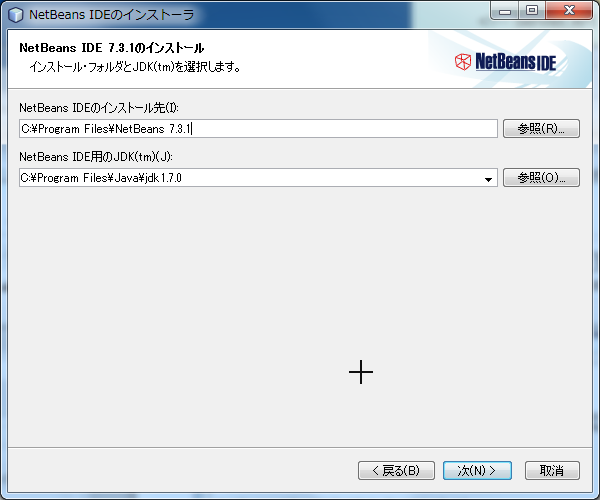 NetBeans IDEのインストーラ
NetBeans IDE 7.3.1のインストール
インストール・フォルダとJDK(tm)を選択します。
NetBeans IDE
NetBeans IDEのインストール先(I):
C:¥Program Files¥NetBeans 7.3.1
参照(R)...
NetBeans IDE用のJDK(tm)(J):
C:¥Program Files¥Java¥jdk1.7.0
参照(O)...
< 戻る(B)
次(N) >
取消